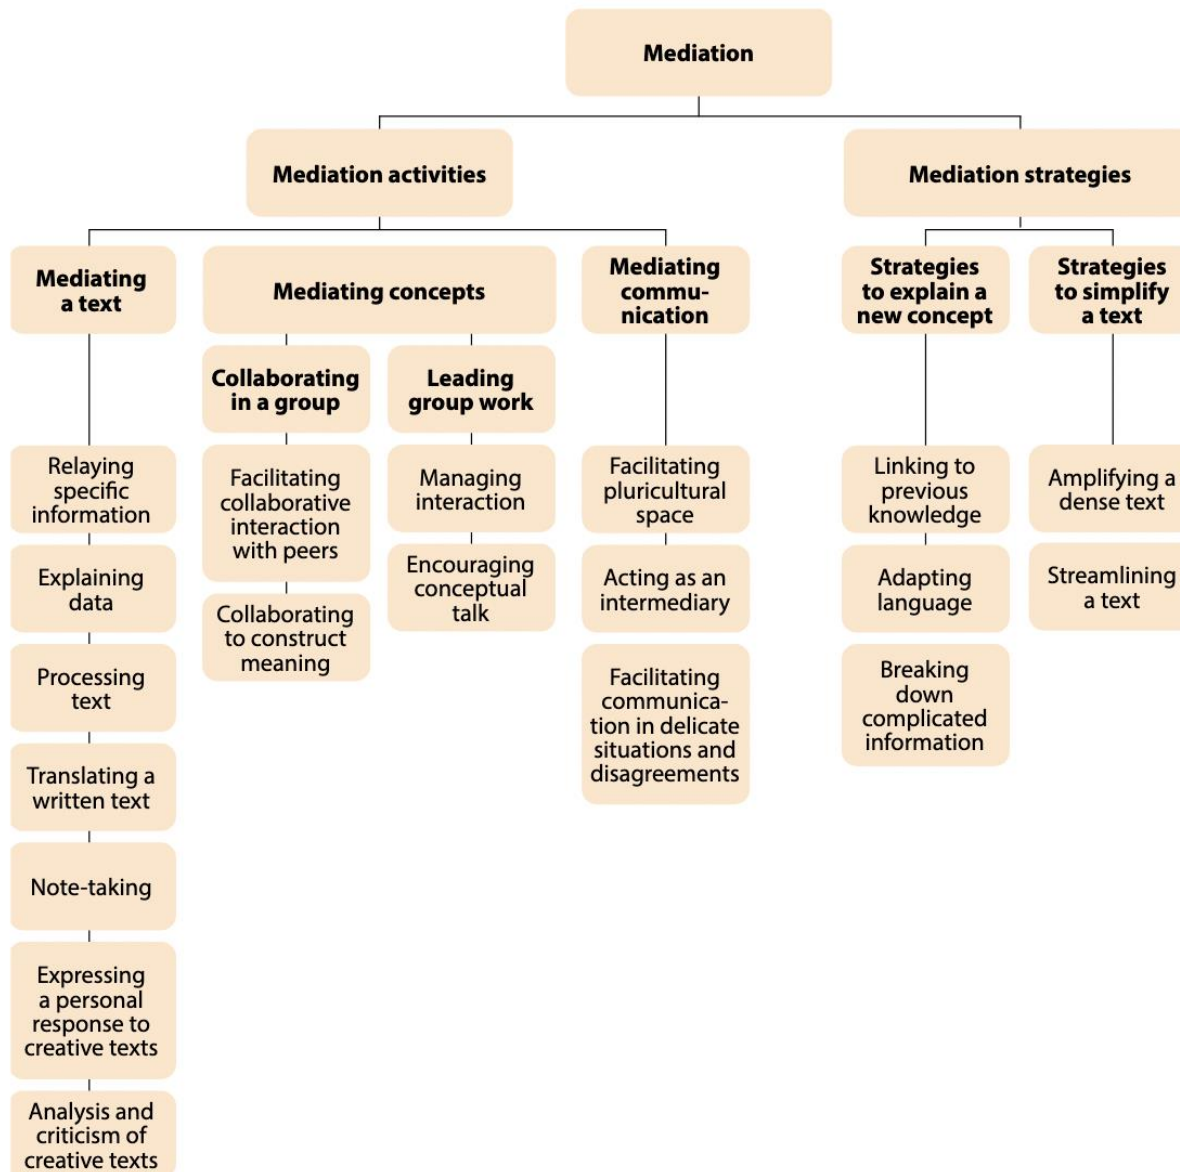 Mediation
Mediation activities
Mediation strategies
Mediating
a text
Mediating concepts
Mediating
commu-
nication
Strategies
to explain a
new concept
Strategies
to simplify
a text
Collaborating
in a group
Leading
group work
Relaying
specific
information
Explaining
data
Processing
text
Translating a
written text
Note-taking
Expressing
a personal
response to
creative texts
Analysis and
criticism of
creative texts
Facilitating
collaborative
interaction
with peers
Collaborating
to construct
meaning
Managing
interaction
Encouraging
conceptual
talk
Facilitating
pluricultural
space
Acting as an
intermediary
Facilitating
communica-
tion in delicate
situations and
disagreements
Linking to
previous
knowledge
Adapting
language
Breaking
down
complicated
information
Amplifying a
dense text
Streamlining
a text